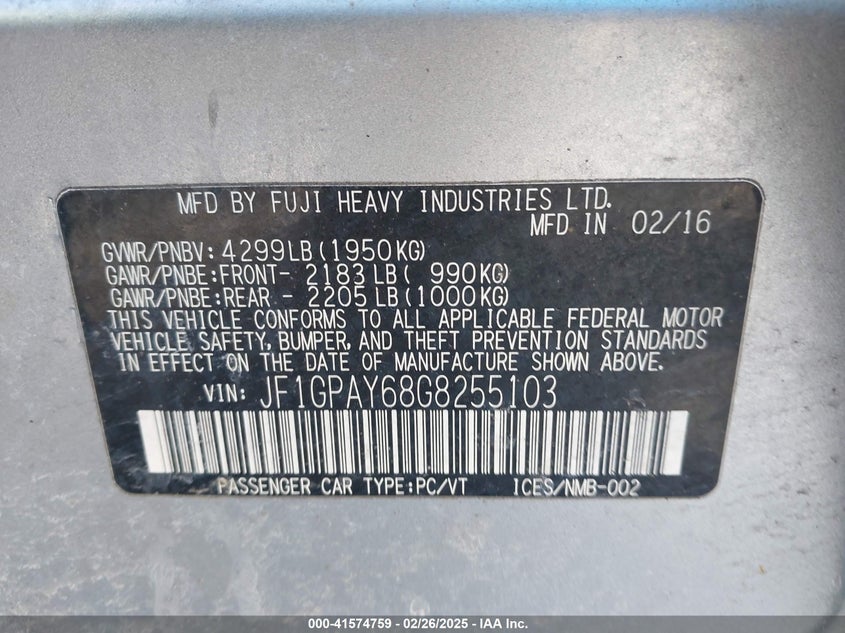 MFD BY FUJI HEAVY INDUSTRIES LTD.
MFD IN 02/16
GVWR/PNBV: 4299LB (1950KG)
GAWR/PNBE:FRONT- 2183 LB ( 990KG)
GAWR/PNBE:REAR - 2205 LB (1000KG)
THIS VEHICLE CONFORMS TO ALL APPLICABLE FEDERAL MOTOR
VEHICLE SAFETY, BUMPER, AND THEFT PREVENTION STANDARDS
IN EFFECT ON THE DATE OF MANUFACTURE SHOWN ABOVE.
VIN: JF1GPAY68G8255103
PASSENGER CAR TYPE:PC/VT ICES/NMB-002
000-41574759 - 02/26/2025 - IAA Inc.